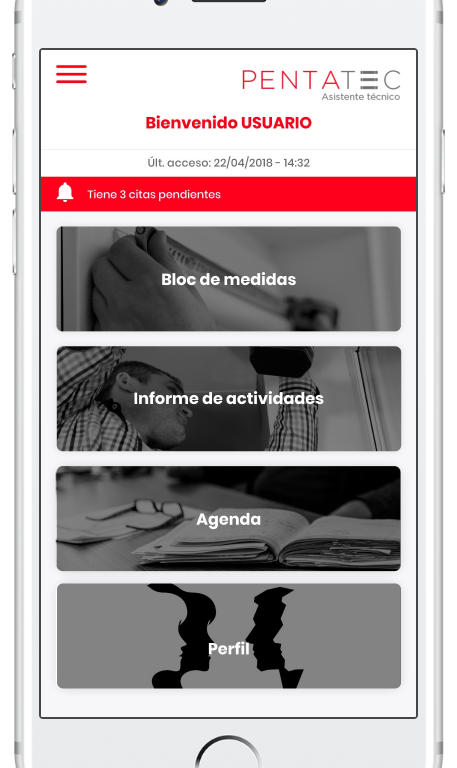 PENTATEC
Asistente técnico
Bienvenido USUARIO
Últ. acceso: 22/04/2018 - 14:32
Tiene 3 citas pendientes
Bloc de medidas
Informe de actividades
Agenda
Perfil